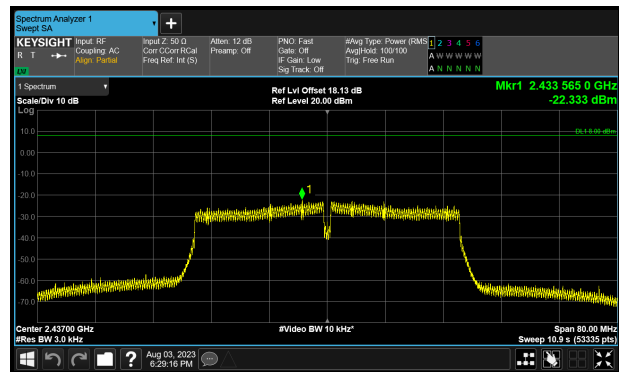 Spectrum Analyzer 1
Swept SA
+
KEYSIGHT Input: RF
R T Coupling: AC
Align: Partial
Input Z: 50 Ω
Corr CCorr RCal
Freq Ref: Int (S)
Atten: 12 dB
Preamp: Off
PNO: Fast
Gate: Off
IF Gain: Low
Sig Track: Off
#Avg Type: Power (RMS
Avg|Hold: 100/100
Trig: Free Run
1 2 3 4 5 6
A W W W W W
A N N N N N
1 Spectrum
Scale/Div 10 dB
Log
Ref Lvl Offset 18.13 dB
Ref Level 20.00 dBm
Mkr1 2.433 565 0 GHz
-22.333 dBm
10.0
DL1 8.00 dBm
0.00
-10.0
-20.0
1
-30.0
-40.0
-50.0
-60.0
-70.0
Center 2.43700 GHz
#Video BW 10 kHz*
Span 80.00 MHz
#Res BW 3.0 kHz
Sweep 10.9 s (53335 pts)
?
Aug 03, 2023
6:29:16 PM